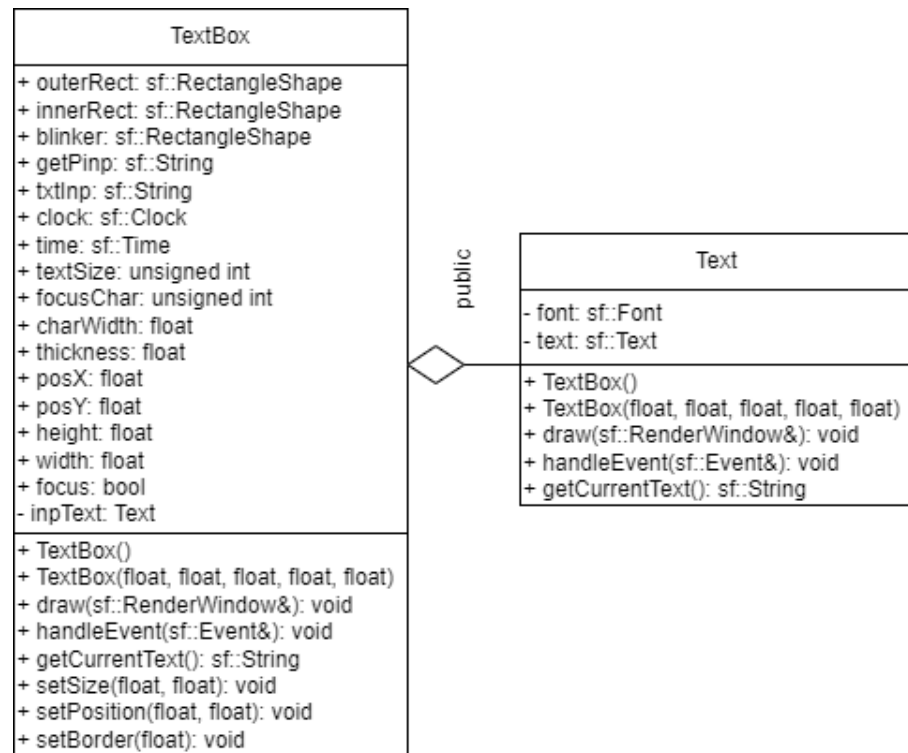 TextBox
+ outerRect: sf::RectangleShape
+ innerRect: sf::RectangleShape
+ blinker: sf::RectangleShape
+ getPinp: sf::String
+ txtInp: sf::String
+ clock: sf::Clock
+ time: sf::Time
+ textSize: unsigned int
+ focusChar: unsigned int
+ charWidth: float
+ thickness: float
+ posX: float
+ posY: float
+ height: float
+ width: float
+ focus: bool
- inpText: Text
+ TextBox()
+ TextBox(float, float, float, float, float)
+ draw(sf::RenderWindow&): void
+ handleEvent(sf::Event&): void
+ getCurrentText(): sf::String
+ setSize(float, float): void
+ setPosition(float, float): void
+ setBorder(float): void
public
Text
- font: sf::Font
- text: sf::Text
+ TextBox()
+ TextBox(float, float, float, float, float)
+ draw(sf::RenderWindow&): void
+ handleEvent(sf::Event&): void
+ getCurrentText(): sf::String